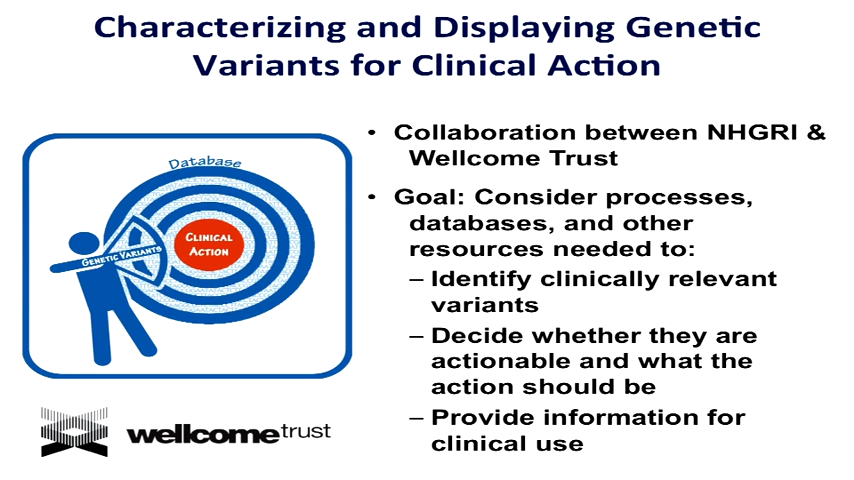 Characterizing and Displaying Genetic
Variants for Clinical Action
Database
GENETIC VARIANTS
CLINICAL
ACTION
wellcometrust
• Collaboration between NHGRI &
Wellcome Trust
• Goal: Consider processes,
databases, and other
resources needed to:
– Identify clinically relevant
variants
– Decide whether they are
actionable and what the
action should be
– Provide information for
clinical use